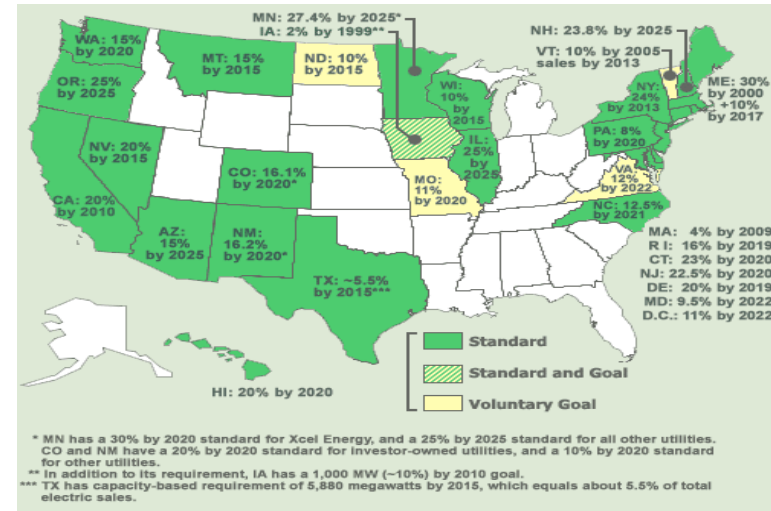 MN: 27.4% by 2025*
IA: 2% by 1999**
NH: 23.8% by 2025
VT: 10% by 2005
sales by 2013
WA: 15%
by 2020
MT: 15%
by 2015
ND: 10%
by 2015
ME: 30%
by 2000
+10%
by 2017
OR: 25%
by 2025
WI:
10%
by
2015
NY:
24%
by 2013
NV: 20%
by 2015
IL:
25%
by
2025
PA: 8%
by 2020
CO: 16.1%
by 2020*
MO:
11%
by 2020
VA:
12%
by 2022
CA: 20%
by 2010
NC: 12.5%
by 2021
AZ:
15%
by 2025
NM:
16.2%
by 2020*
MA: 4% by 2009
R I: 16% by 2019
CT: 23% by 2020
NJ: 22.5% by 2020
DE: 20% by 2019
MD: 9.5% by 2022
D.C.: 11% by 2022
TX: ~5.5%
by 2015***
HI: 20% by 2020
Standard
Standard and Goal
Voluntary Goal
* MN has a 30% by 2020 standard for Xcel Energy, and a 25% by 2025 standard for all other utilities.
CO and NM have a 20% by 2020 standard for investor-owned utilities, and a 10% by 2020 standard
for other utilities.
** In addition to its requirement, IA has a 1,000 MW (~10%) by 2010 goal.
*** TX has capacity-based requirement of 5,880 megawatts by 2015, which equals about 5.5% of total
electric sales.